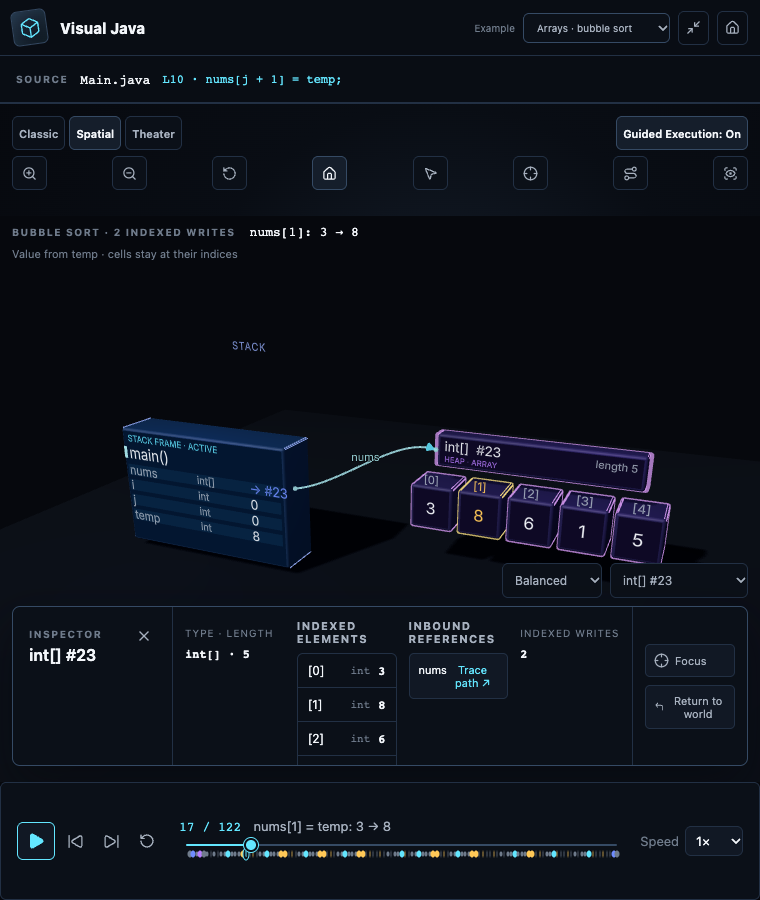 Visual Java
Example
Arrays · bubble sort
SOURCE Main.java L10 · nums[j + 1] = temp;
Classic
Spatial
Theater
Guided Execution: On
BUBBLE SORT · 2 INDEXED WRITES nums[1]: 3 → 8
Value from temp · cells stay at their indices
STACK
STACK FRAME · ACTIVE
main()
nums int[] → #23
i int 0
j int 0
temp int 8
nums
int[] #23
HEAP ARRAY
length 5
[0] [1] [2] [3] [4]
3 8 6 1 5
Balanced
int[] #23
INSPECTOR
int[] #23
TYPE · LENGTH
int[] · 5
INDEXED
ELEMENTS
[0] int 3
[1] int 8
[2] int 6
INBOUND
REFERENCES
nums Trace
path ↗
INDEXED WRITES
2
Focus
Return to
world
17 / 122 nums[1] = temp: 3 → 8
Speed
1×